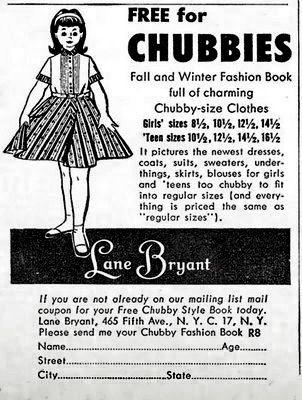 FREE for
CHUBBIES
Fall and Winter Fashion Book
full of charming
Chubby-size Clothes
Girls' sizes 8½, 10½, 12½, 14½
'Teen sizes 10½, 12½, 14½, 16½
It pictures the newest dresses,
coats, suits, sweaters, under-
things, skirts, blouses for girls
and 'teens too chubby to fit
into regular sizes (and every-
thing is priced the same as
"regular sizes").
Lane Bryant
If you are not already on our mailing list mail
coupon for your Free Chubby Style Book today.
Lane Bryant, 465 Fifth Ave., N. Y. C. 17, N. Y.
Please send me your Chubby Fashion Book R8
Name.......................................Age........
Street...............................................
City..........................State................